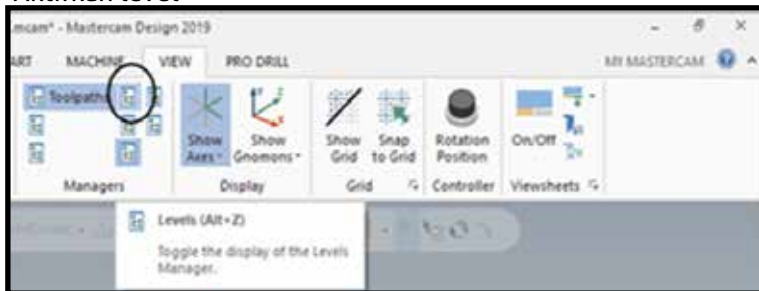 .mcam* - Mastercam Design 2019
ART MACHINE VIEW PRO DRILL MY MASTERCAM
Toolpaths
Show Axes
Show Gnomons
Show Grid
Snap to Grid
Rotation Position
On/Off
Managers Display Grid Controller Viewsheets
Levels (Alt+Z)
Toggle the display of the Levels
Manager.